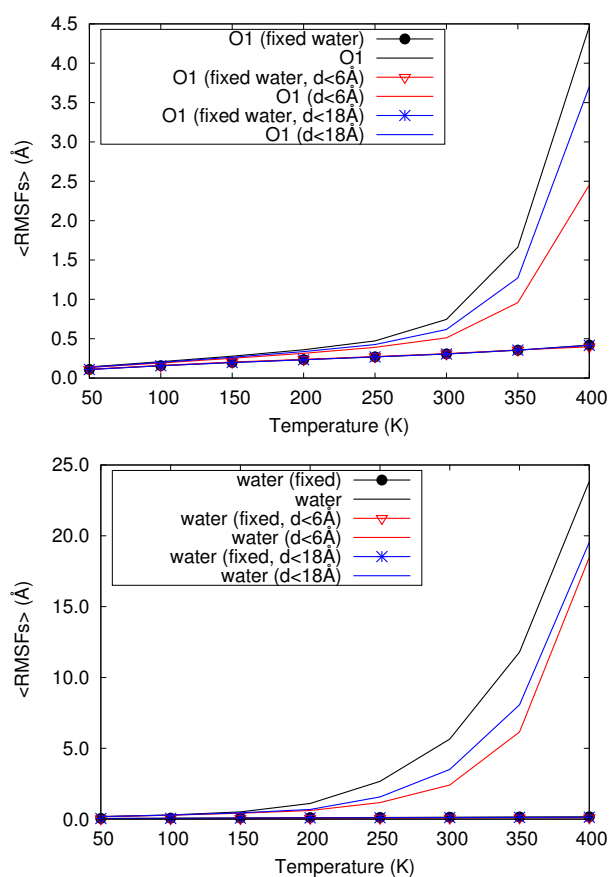 4.5
4.0
3.5
3.0
2.5
2.0
1.5
1.0
0.5
0.0
<RMSFs> (Å)
O1 (fixed water)
O1
O1 (fixed water, d<6Å)
O1 (d<6Å)
O1 (fixed water, d<18Å)
O1 (d<18Å)
50 100 150 200 250 300 350 400
Temperature (K)
25.0
20.0
15.0
10.0
5.0
0.0
<RMSFs> (Å)
water (fixed)
water
water (fixed, d<6Å)
water (d<6Å)
water (fixed, d<18Å)
water (d<18Å)
50 100 150 200 250 300 350 400
Temperature (K)